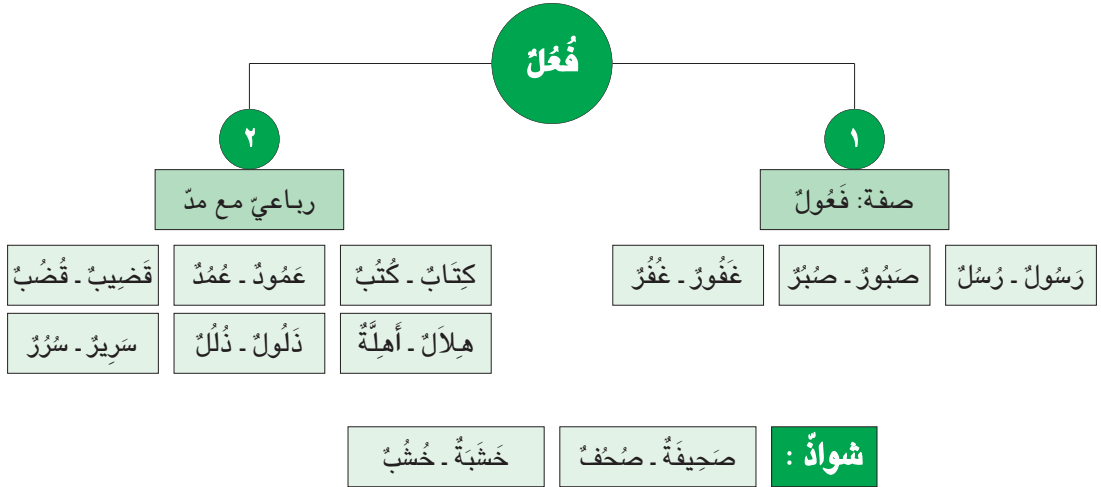 فُعُلٌ
١
صفة: فَعُولٌ
رَسُولٌ ـ رُسُلٌ
صَبُورٌ ـ صُبُرٌ
غَفُورٌ ـ غُفُرٌ
٢
رباعيّ مع مدّ
كِتَابٌ ـ كُتُبٌ
عَمُودٌ ـ عُمُدٌ
قَضِيبٌ ـ قُضُبٌ
هِلاَلٌ ـ أَهِلَّةٌ
ذَلُولٌ ـ ذُلُلٌ
سَرِيرٌ ـ سُرُرٌ
شواذّ :
صَحِيفَةٌ ـ صُحُفٌ
خَشَبَةٌ ـ خُشُبٌ